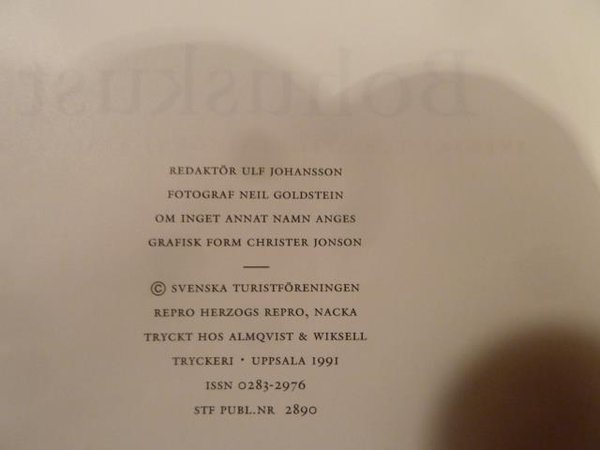 Bohuskust
REDAKTÖR ULF JOHANSSON
FOTOGRAF NEIL GOLDSTEIN
OM INGET ANNAT NAMN ANGES
GRAFISK FORM CHRISTER JONSON
© SVENSKA TURISTFÖRENINGEN
REPRO HERZOGS REPRO, NACKA
TRYCKT HOS ALMQVIST & WIKSELL
TRYCKERI · UPPSALA 1991
ISSN 0283-2976
STF PUBL.NR 2890